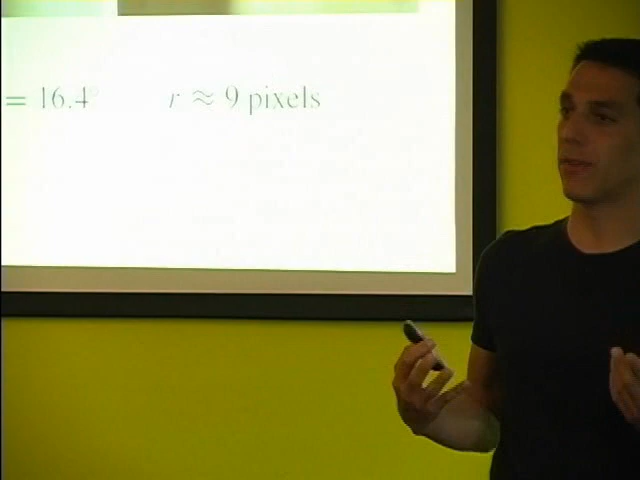 = 16.4° r ≈ 9 pixels